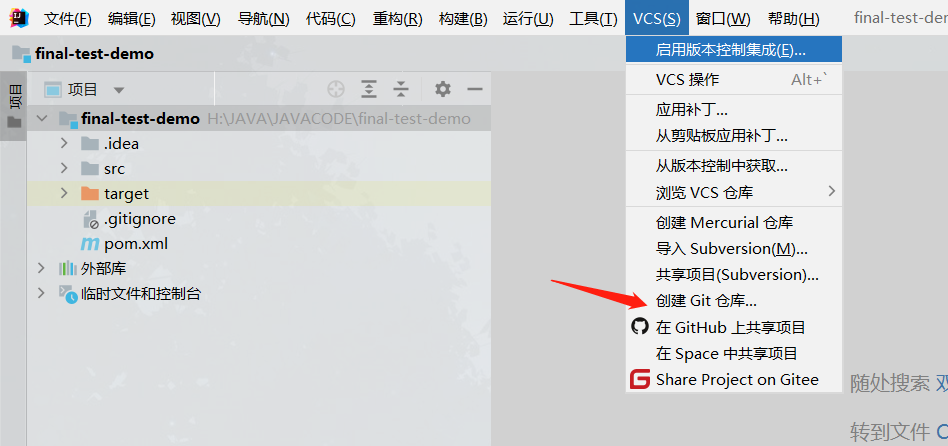 文件(F) 编辑(E) 视图(V) 导航(N) 代码(C) 重构(R) 构建(B) 运行(U) 工具(T) VCS(S) 窗口(W) 帮助(H) final-test-dem
final-test-demo
项目
项目
final-test-demo H:\JAVA\JAVACODE\final-test-demo
.idea
src
target
.gitignore
pom.xml
外部库
临时文件和控制台
启用版本控制集成(E)...
VCS 操作 Alt+`
应用补丁...
从剪贴板应用补丁...
从版本控制中获取...
浏览 VCS 仓库
创建 Mercurial 仓库
导入 Subversion(M)...
共享项目(Subversion)...
创建 Git 仓库...
在 GitHub 上共享项目
在 Space 中共享项目
Share Project on Gitee
随处搜索 双
转到文件 C